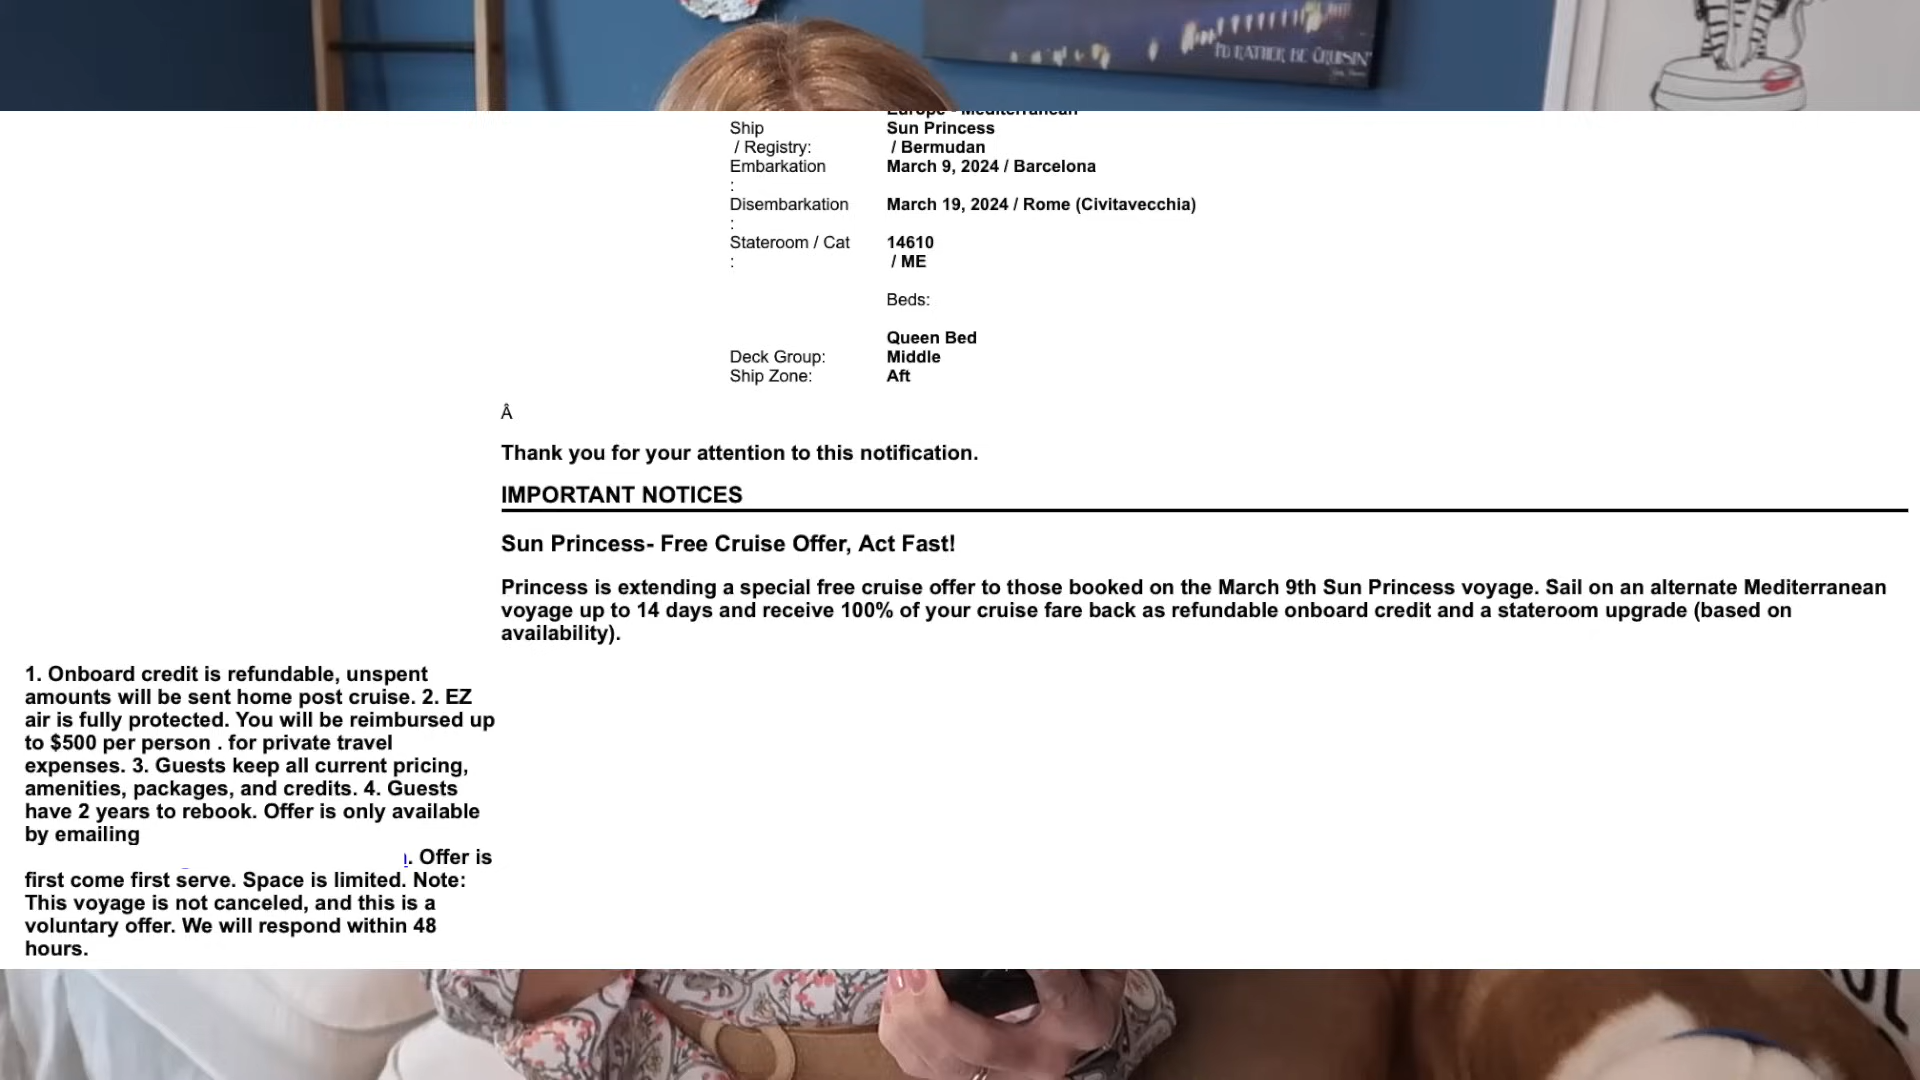 I'D RATHER BE CRUISIN'
Europe - Mediterranean
Ship Sun Princess
/ Registry: / Bermudan
Embarkation March 9, 2024 / Barcelona
:
Disembarkation March 19, 2024 / Rome (Civitavecchia)
:
Stateroom / Cat 14610
: / ME
Beds:
Queen Bed
Deck Group: Middle
Ship Zone: Aft
Â
Thank you for your attention to this notification.
IMPORTANT NOTICES
Sun Princess- Free Cruise Offer, Act Fast!
Princess is extending a special free cruise offer to those booked on the March 9th Sun Princess voyage. Sail on an alternate Mediterranean
voyage up to 14 days and receive 100% of your cruise fare back as refundable onboard credit and a stateroom upgrade (based on
availability).
1. Onboard credit is refundable, unspent
amounts will be sent home post cruise. 2. EZ
air is fully protected. You will be reimbursed up
to $500 per person . for private travel
expenses. 3. Guests keep all current pricing,
amenities, packages, and credits. 4. Guests
have 2 years to rebook. Offer is only available
by emailing
. Offer is
first come first serve. Space is limited. Note:
This voyage is not canceled, and this is a
voluntary offer. We will respond within 48
hours.